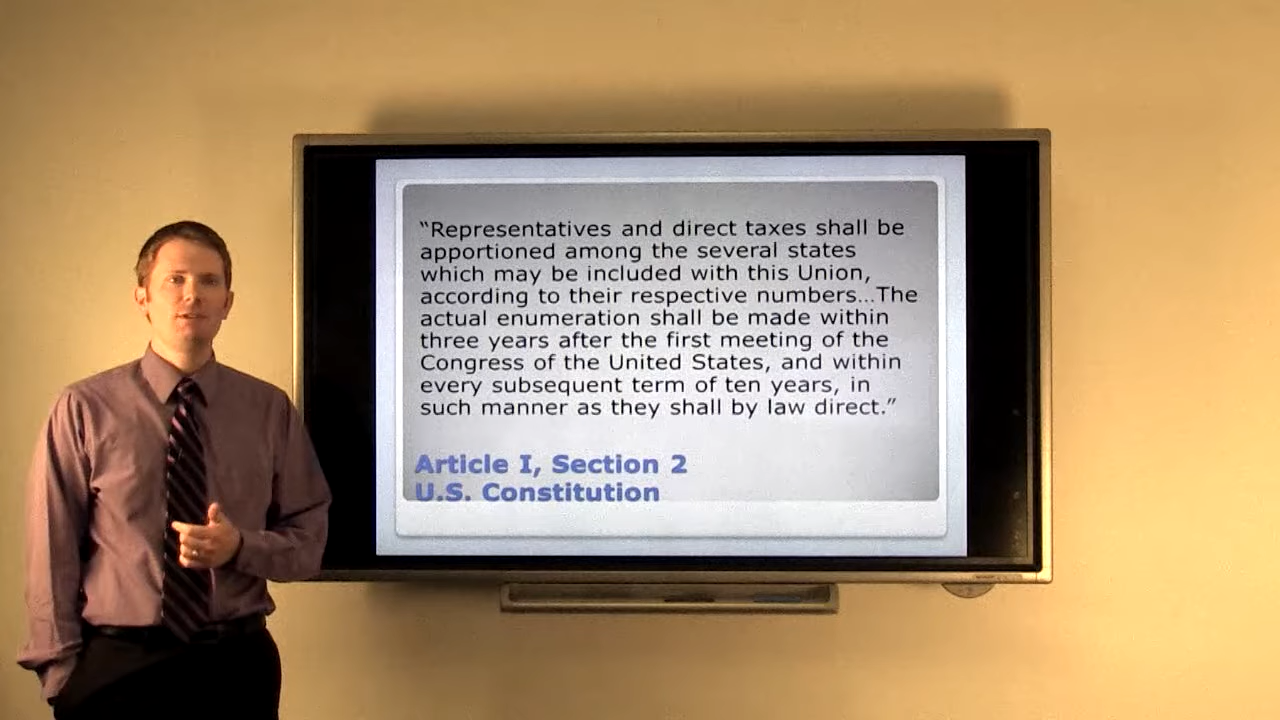 “Representatives and direct taxes shall be
apportioned among the several states
which may be included with this Union,
according to their respective numbers...The
actual enumeration shall be made within
three years after the first meeting of the
Congress of the United States, and within
every subsequent term of ten years, in
such manner as they shall by law direct.”
Article I, Section 2
U.S. Constitution